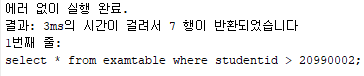 에러 없이 실행 완료.
결과: 3ms의 시간이 걸려서 7 행이 반환되었습니다
1번째 줄:
select * from examtable where studentid > 20990002;